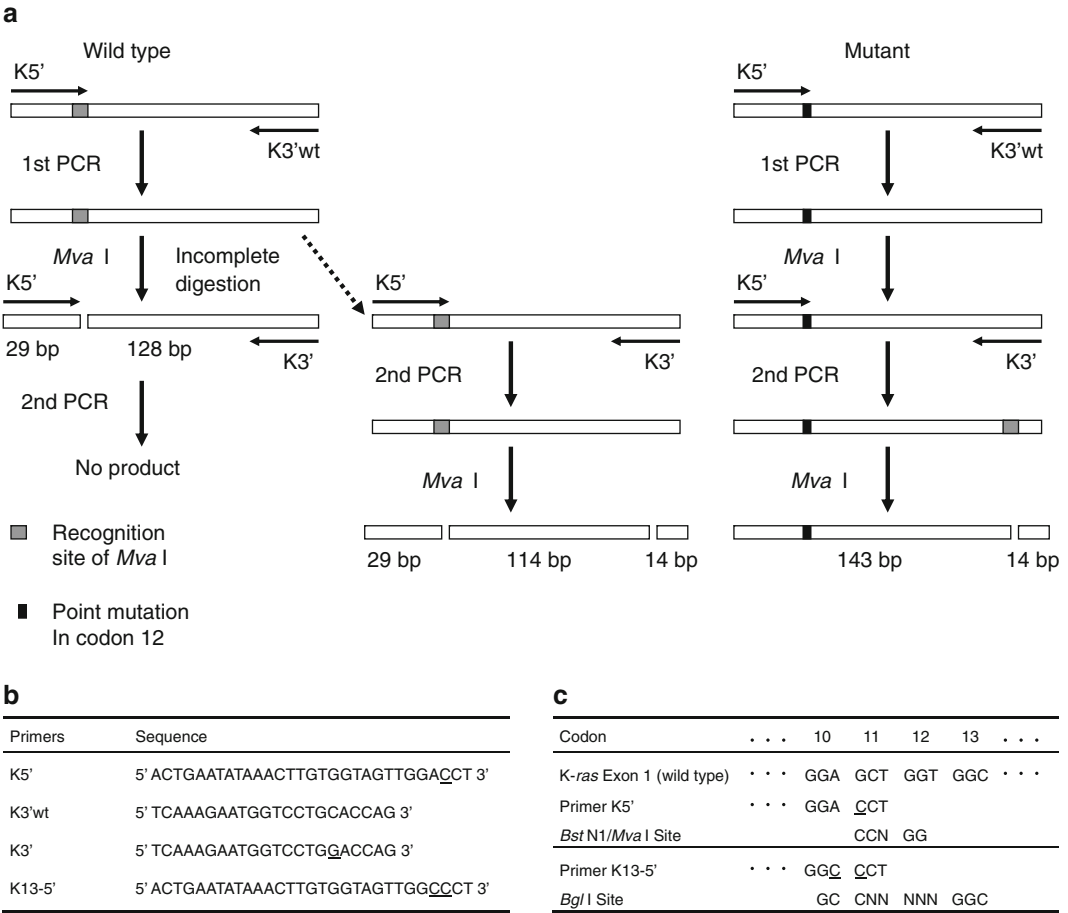 a
Wild type
Mutant
K5’
K5’
K3’wt
K3’wt
1st PCR
1st PCR
Mva I
Incomplete
digestion
Mva I
K5’
K5’
K5’
29 bp
128 bp
K3’
K3’
K3’
2nd PCR
2nd PCR
2nd PCR
No product
Mva I
Mva I
Recognition
site of Mva I
29 bp
114 bp
14 bp
143 bp
14 bp
Point mutation
In codon 12
b
Primers Sequence
K5’ 5’ ACTGAATATAAACTTGTGGTAGTTGGACCT 3’
K3’wt 5’ TCAAAGAATGGTCCTGCACCAG 3’
K3’ 5’ TCAAAGAATGGTCCTGGACCAG 3’
K13-5’ 5’ ACTGAATATAAACTTGTGGTAGTTGGCCCT 3’
c
Codon . . . 10 11 12 13 . . .
K-ras Exon 1 (wild type) . . . GGA GCT GGT GGC . . .
Primer K5’ . . . GGA CCT
Bst N1/Mva I Site CCN GG
Primer K13-5’ . . . GGC CCT
Bgl I Site GC CNN NNN GGC